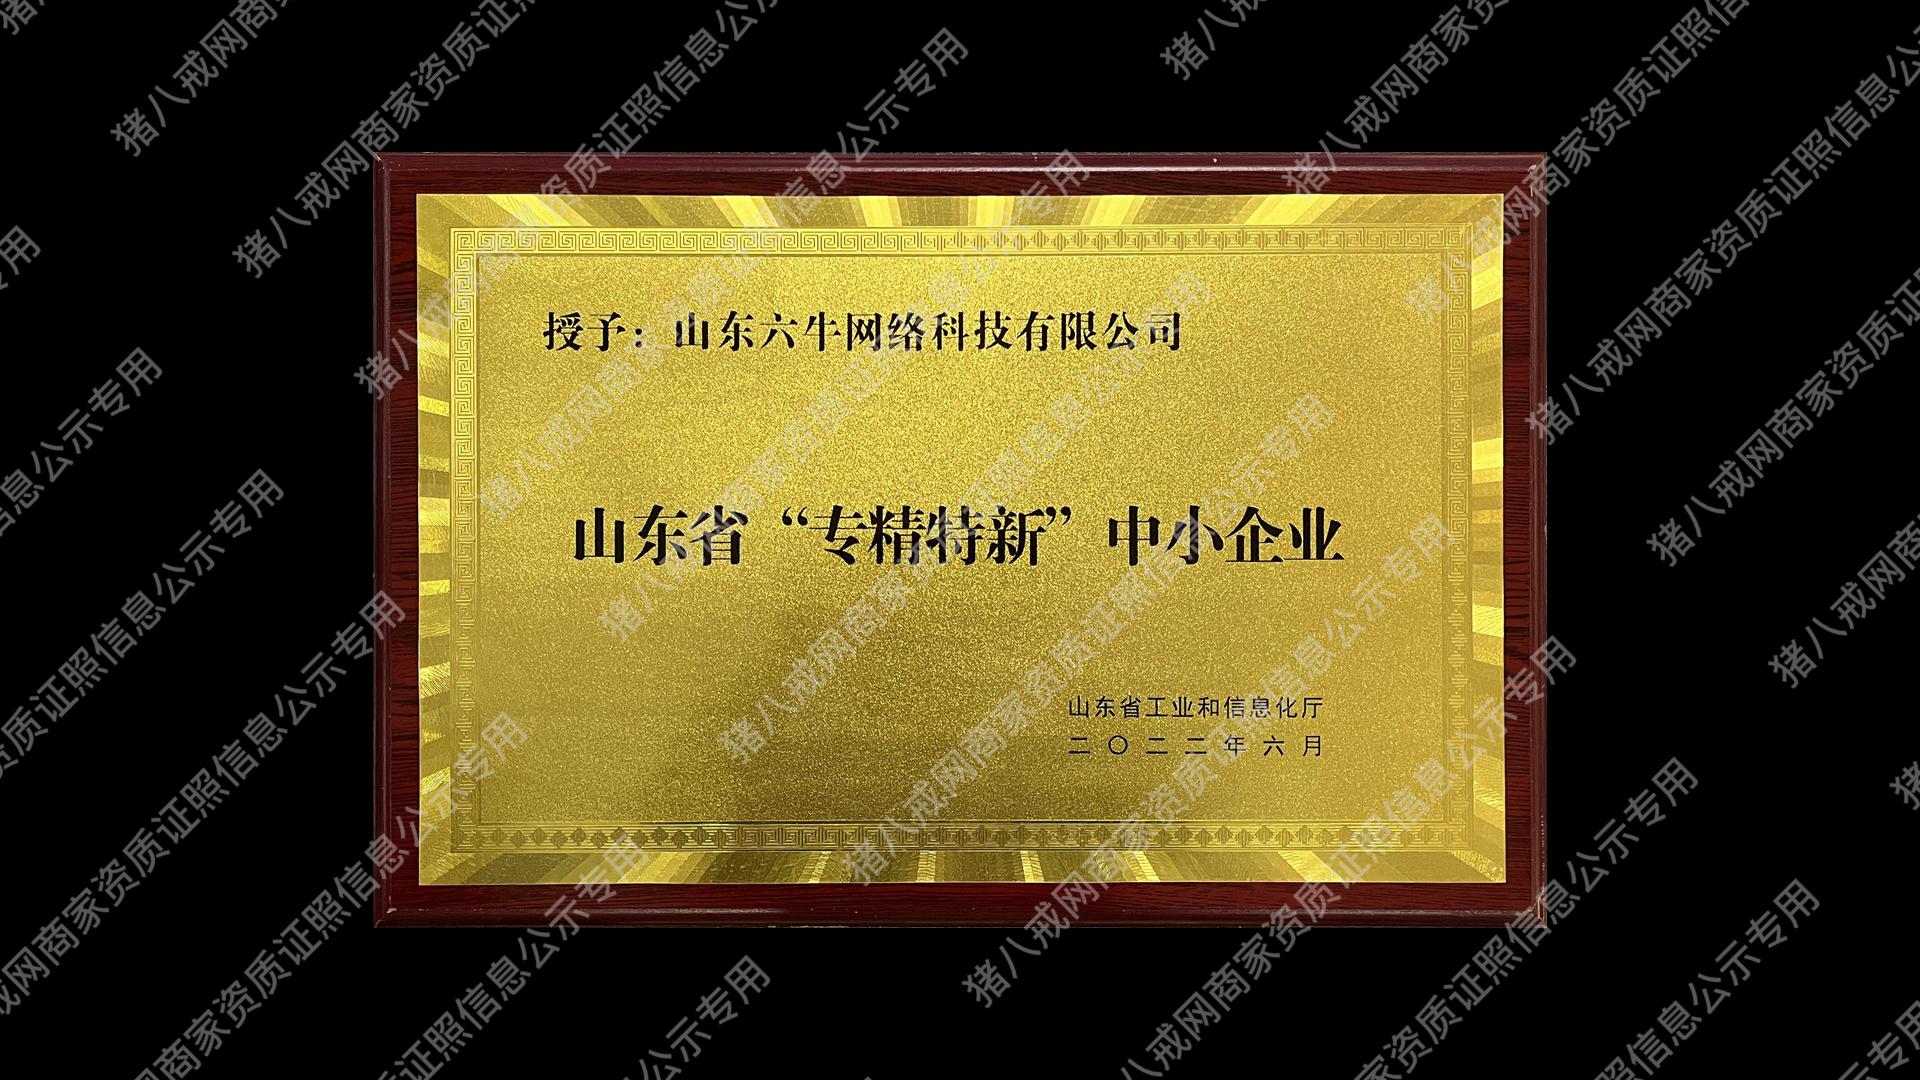 授予：山东六牛网络科技有限公司
山东省“专精特新”中小企业
山东省工业和信息化厅
二〇二二年六月
猪八戒网商家资质证照信息公示专用